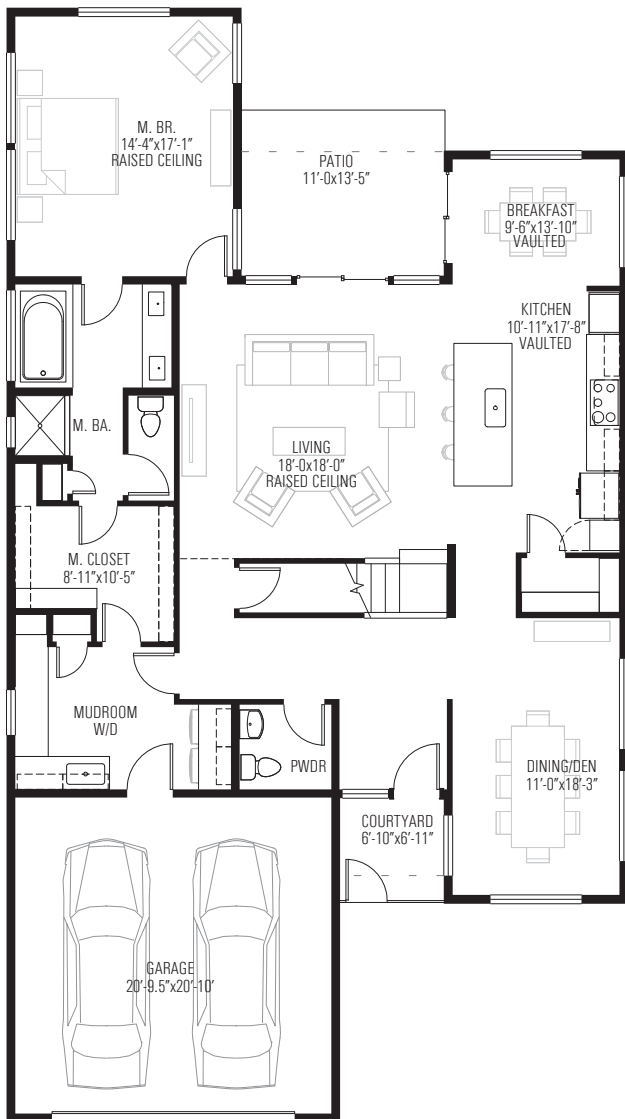 M. BR.
14'-4"x17'-1"
RAISED CEILING
PATIO
11'-0x13'-5"
BREAKFAST
9'-6"x13'-10"
VAULTED
KITCHEN
10'-11"x17'-8"
VAULTED
M. BA.
LIVING
18'-0x18'-0"
RAISED CEILING
M. CLOSET
8'-11"x10'-5"
MUDROOM
W/D
PWDR
DINING/DEN
11'-0"x18'-3"
COURTYARD
6'-10"x6'-11"
GARAGE
20'-9.5"x20'-10'